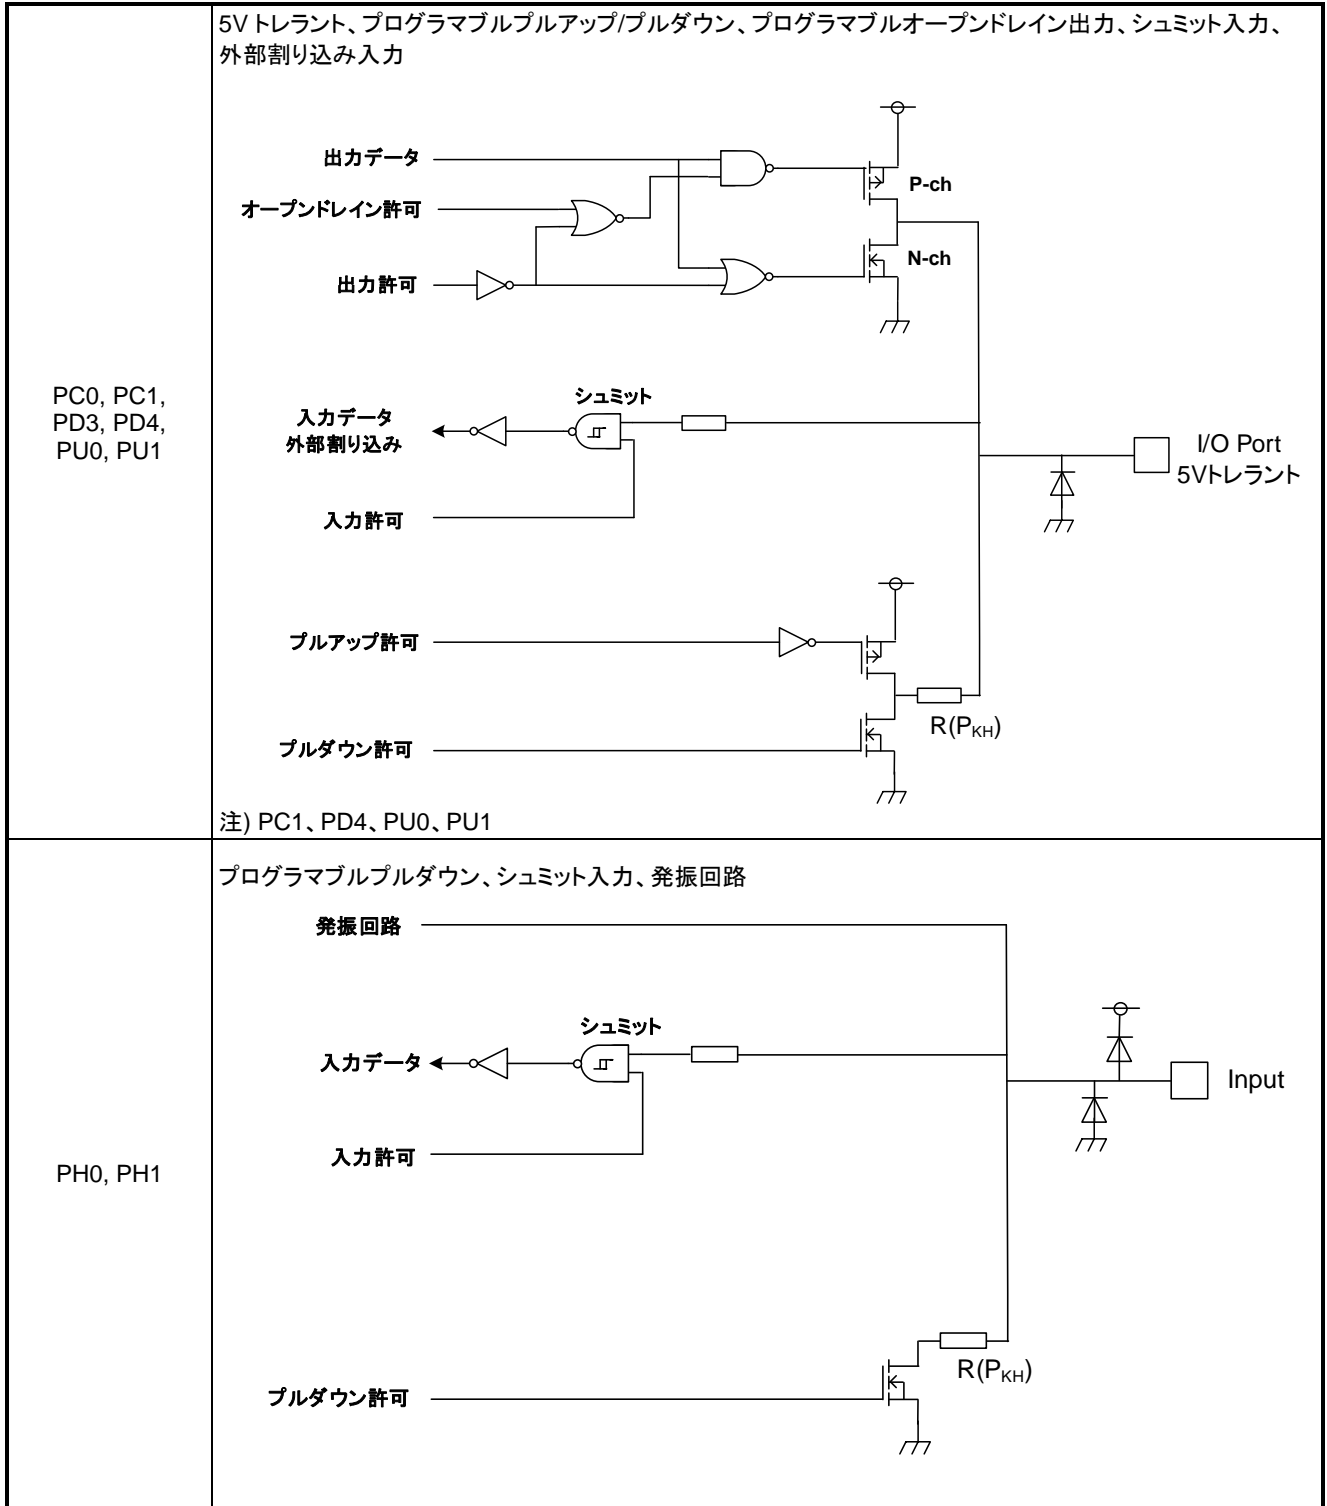 5V トレラント、プログラマブルプルアップ/プルダウン、プログラマブルオープンドレイン出力、シュミット入力、
外部割り込み入力
出力データ
オープンドレイン許可
出力許可
P-ch
N-ch
シュミット
入力データ
外部割り込み
入力許可
PC0, PC1,
PD3, PD4,
PU0, PU1
I/O Port
5Vトレラント
プルアップ許可
R(PKH)
プルダウン許可
注) PC1、PD4、PU0、PU1
プログラマブルプルダウン、シュミット入力、発振回路
発振回路
シュミット
入力データ
Input
入力許可
PH0, PH1
R(PKH)
プルダウン許可